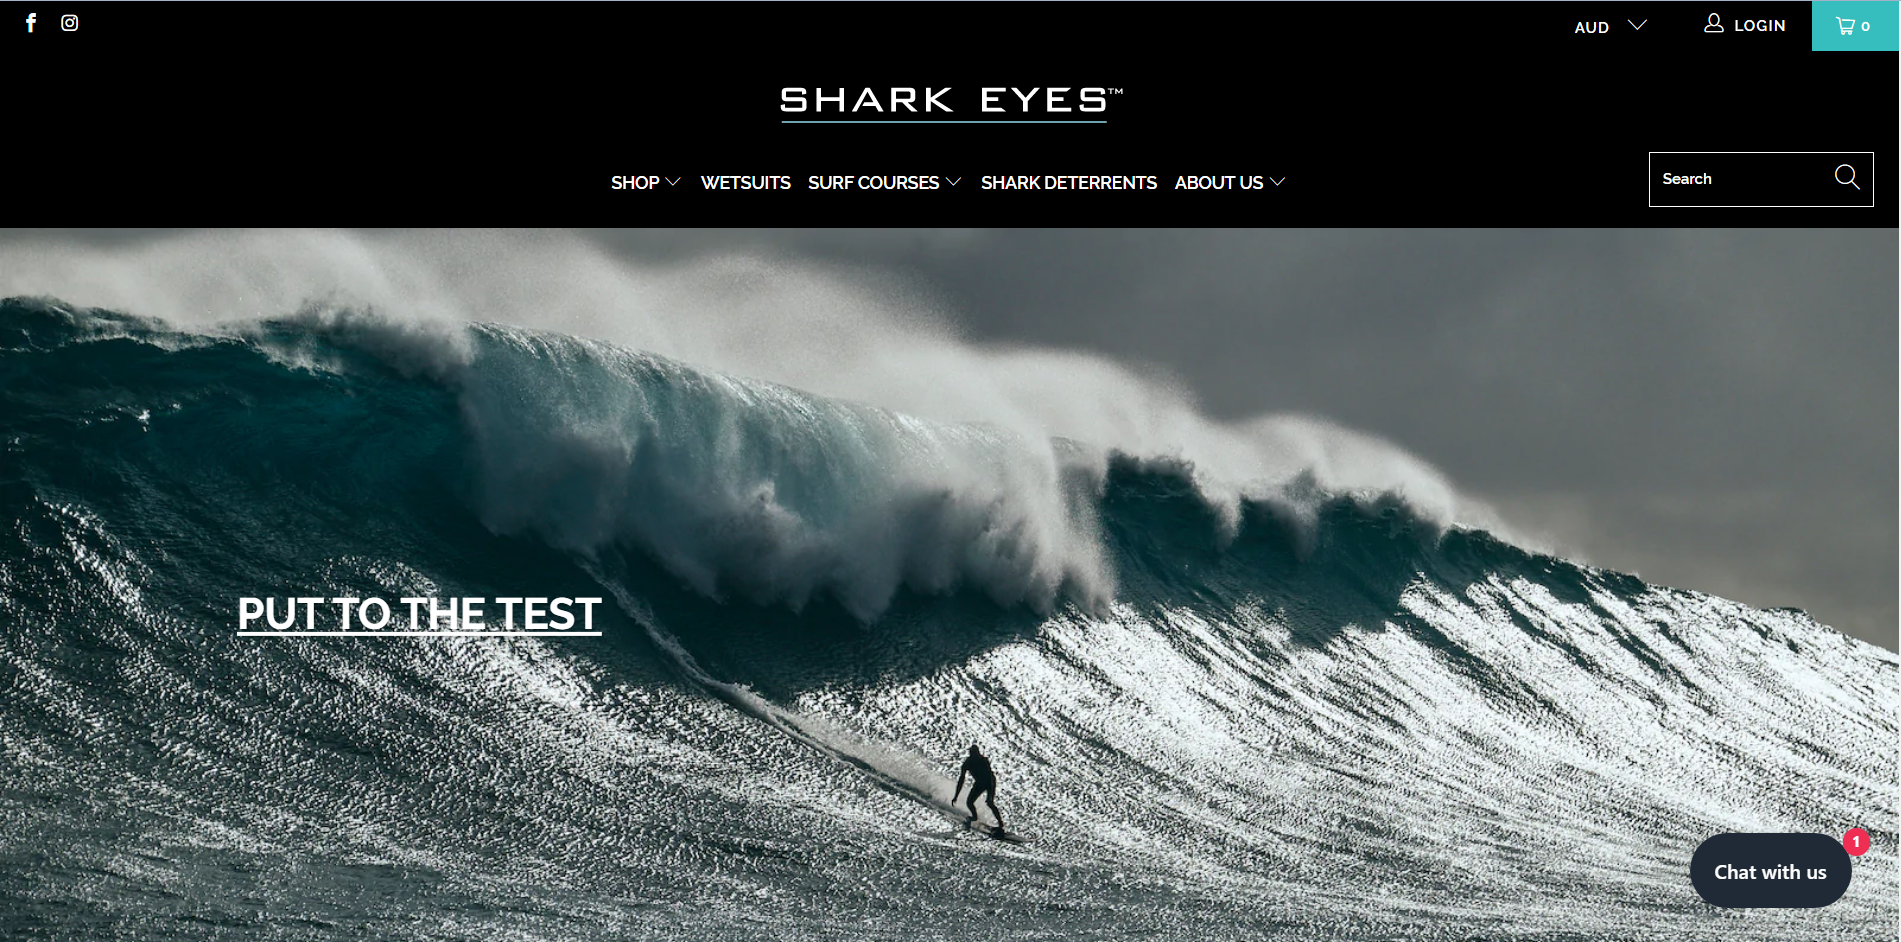 AUD
LOGIN
0
SHARK EYES™
SHOP
WETSUITS
SURF COURSES
SHARK DETERRENTS
ABOUT US
Search
PUT TO THE TEST
1
Chat with us